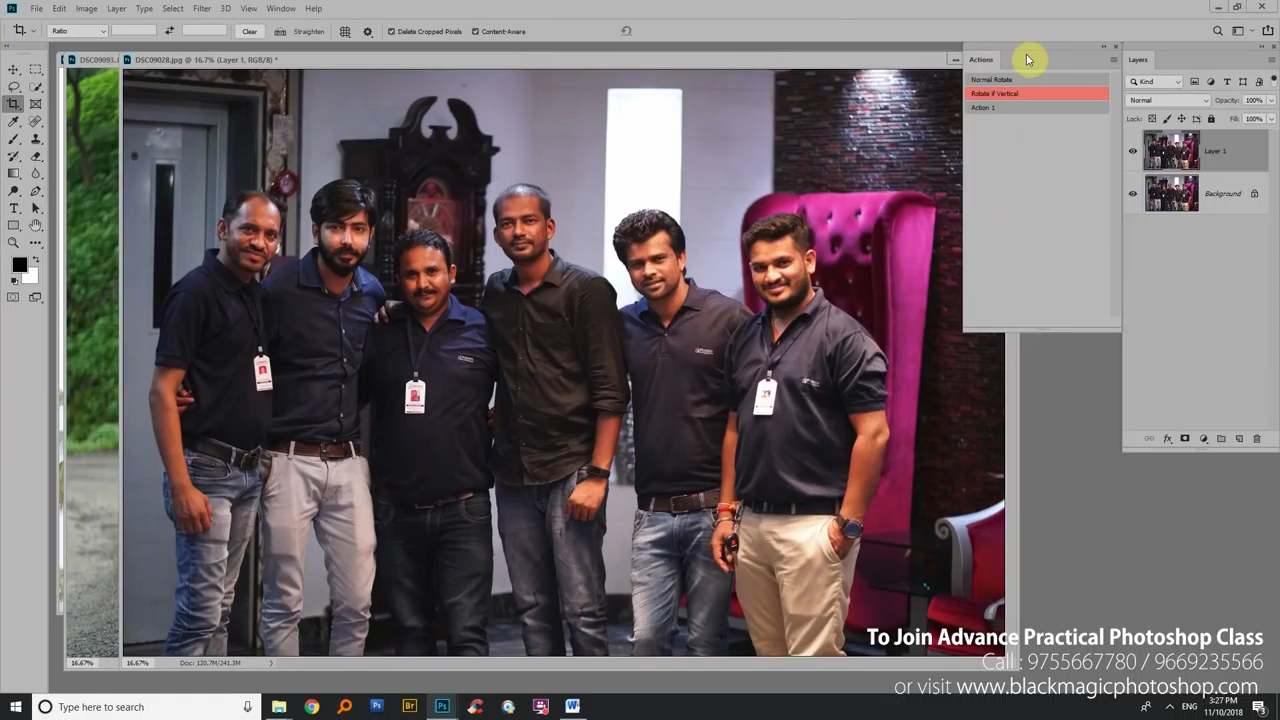 File Edit Image Layer Type Select Filter 3D View Window Help
Ratio Clear Straighten Delete Cropped Pixels Content-Aware
DSC09093.J DSC09028.jpg @ 16.7% (Layer 1, RGB/8) *
Actions
Normal Rotate
Rotate if Vertical
Action 1
Layers
Kind
Normal Opacity: 100%
Lock: Fill: 100%
Layer 1
Background
16.67% 16.67% Doc: 120.7M/241.3M
To Join Advance Practical Photoshop Class
Call : 9755667780 / 9669235566
or visit www.blackmagicphotoshop.com
Type here to search
ENG 3:27 PM
11/10/2018